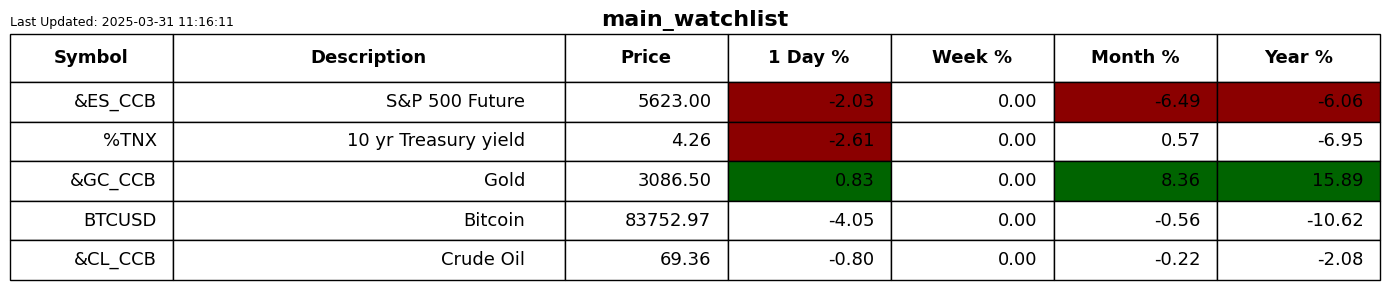 main_watchlist
Last Updated: 2025-03-31 11:16:11
Symbol Description Price 1 Day % Week % Month % Year %
&ES_CCB S&P 500 Future 5623.00 -2.03 0.00 -6.49 -6.06
%TNX 10 yr Treasury yield 4.26 -2.61 0.00 0.57 -6.95
&GC_CCB Gold 3086.50 0.83 0.00 8.36 15.89
BTCUSD Bitcoin 83752.97 -4.05 0.00 -0.56 -10.62
&CL_CCB Crude Oil 69.36 -0.80 0.00 -0.22 -2.08